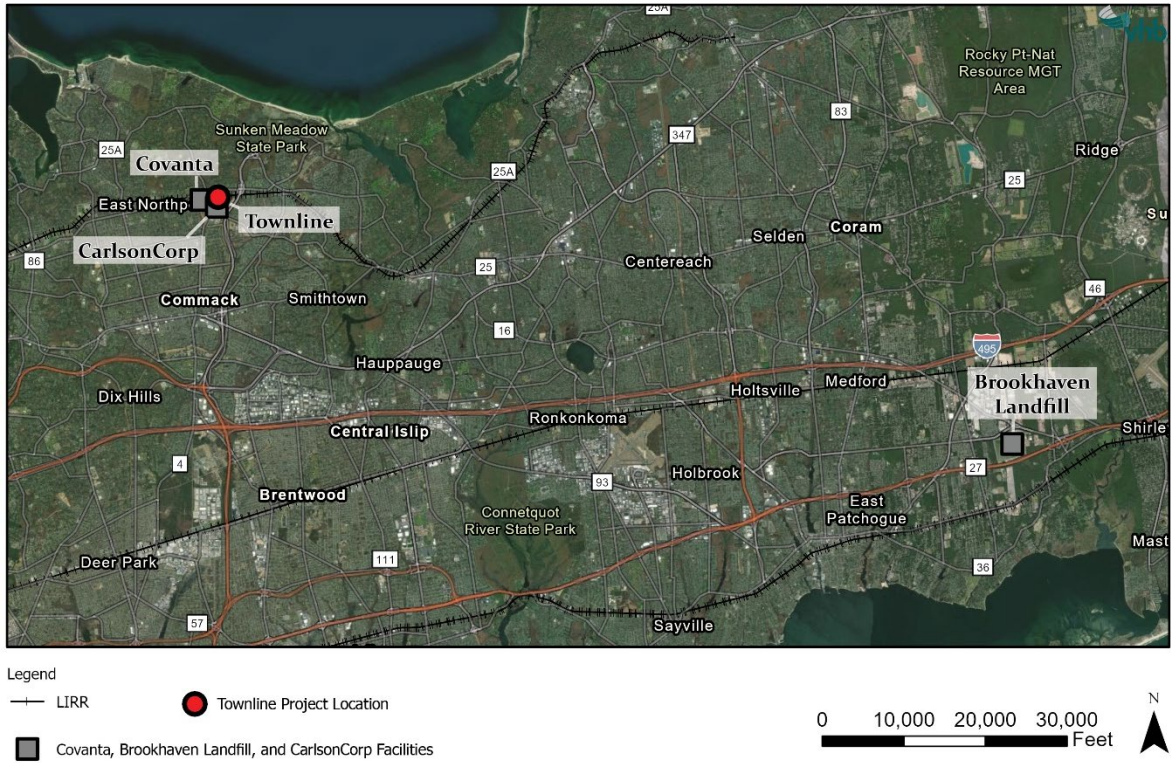 25A
vhb
Rocky Pt-Nat
Resource MGT
Area
83
Sunken Meadow
State Park
347
25A
Ridge
Covanta
25A
25
East Northp
Townline
Su
CarlsonCorp
Selden
Coram
86
25
Centereach
Commack
Smithtown
46
16
495
Hauppauge
Brookhaven
Landfill
Dix Hills
Holtsville
Medford
Ronkonkoma
Central Islip
Shirle
4
27
Holbrook
93
Brentwood
East
Patchogue
Connetquot
River State Park
Mast
Deer Park
111
36
57
Sayville
Legend
LIRR
Townline Project Location
Covanta, Brookhaven Landfill, and CarlsonCorp Facilities
0 10,000 20,000 30,000
Feet
N